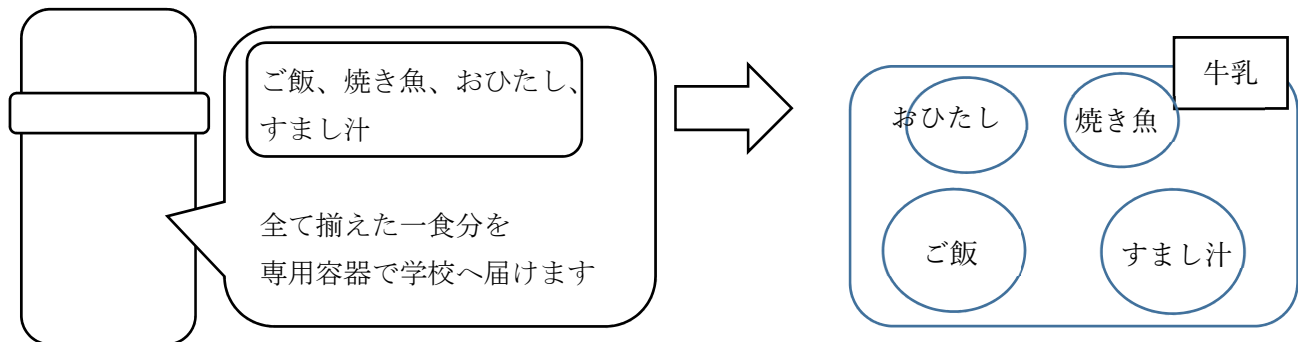 ご飯、焼き魚、おひたし、
すまし汁
全て揃えた一食分を
専用容器で学校へ届けます
牛乳
おひたし
焼き魚
ご飯
すまし汁